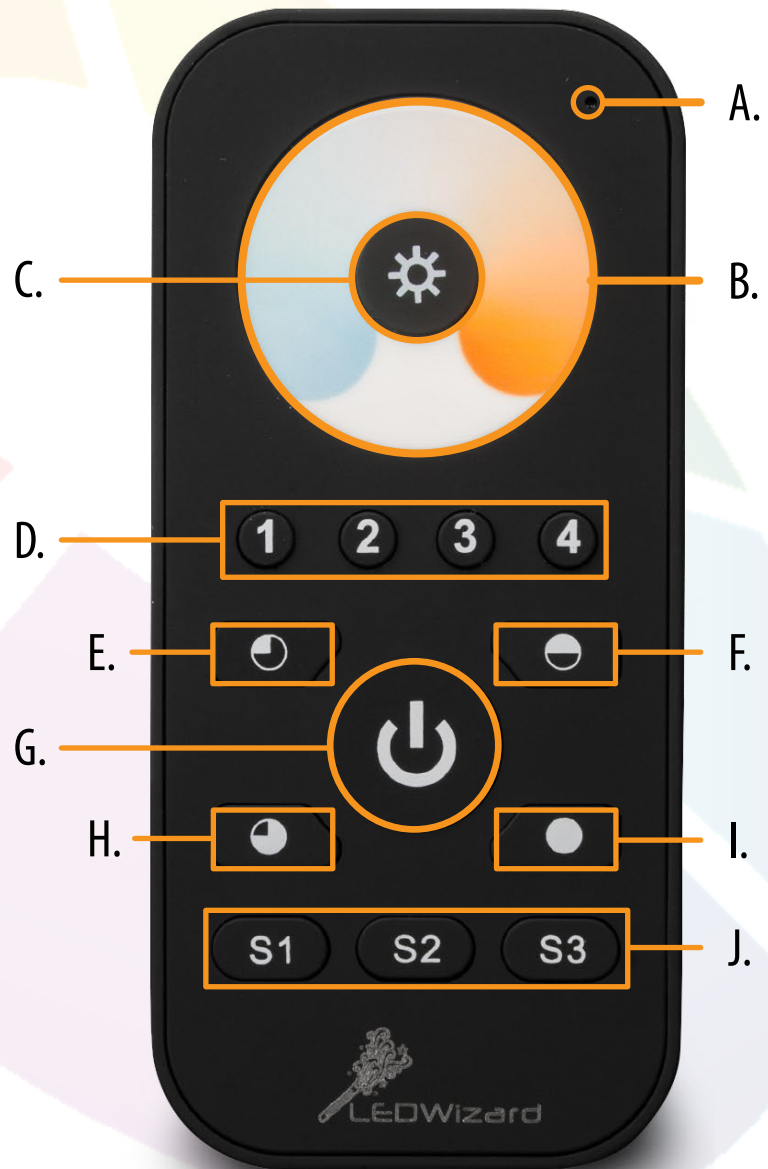 A.
C.
B.
D.
1 2 3 4
E.
F.
G.
H.
I.
S1 S2 S3
J.
LEDWizard